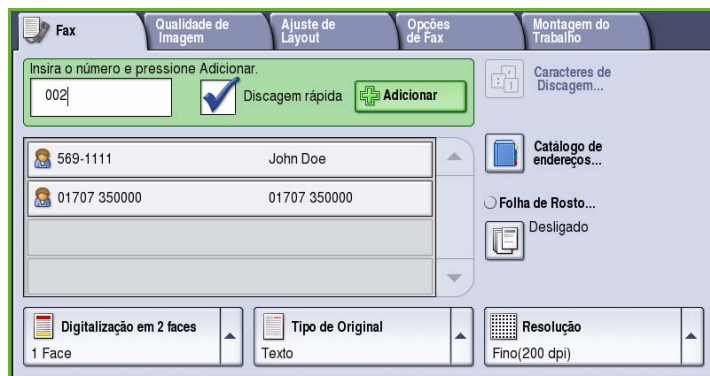 Fax
Qualidade de
Imagem
Ajuste de
Layout
Opções
de Fax
Montagem do
Trabalho
Insira o número e pressione Adicionar.
002
Discagem rápida
Adicionar
Caracteres de
Discagem...
569-1111 John Doe
01707 350000 01707 350000
Catálogo de
endereços...
Folha de Rosto...
Desligado
Digitalização em 2 faces
1 Face
Tipo de Original
Texto
Resolução
Fino(200 dpi)